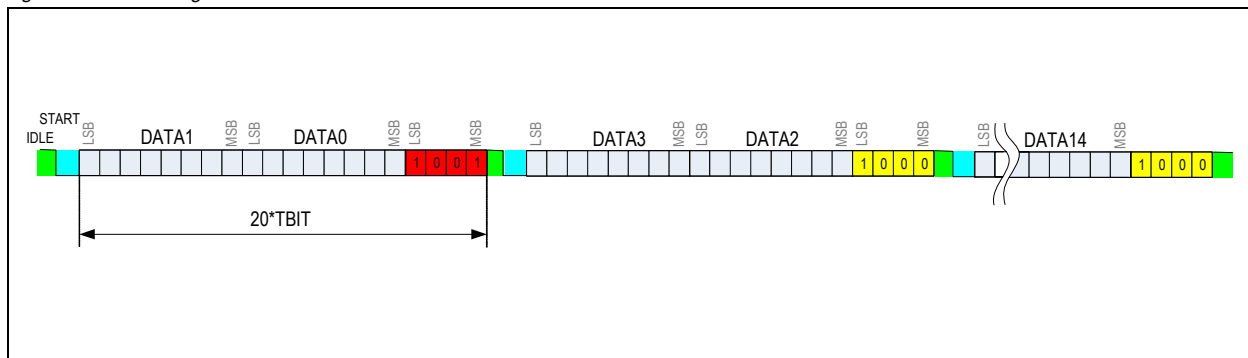 START
IDLE
LSB DATA1 MSB LSB DATA0 MSB LSB MSB LSB DATA3 MSB LSB DATA2 MSB LSB MSB LSB DATA14 MSB
1 0 0 1 1 0 0 0 1 0 0 0
20*TBIT